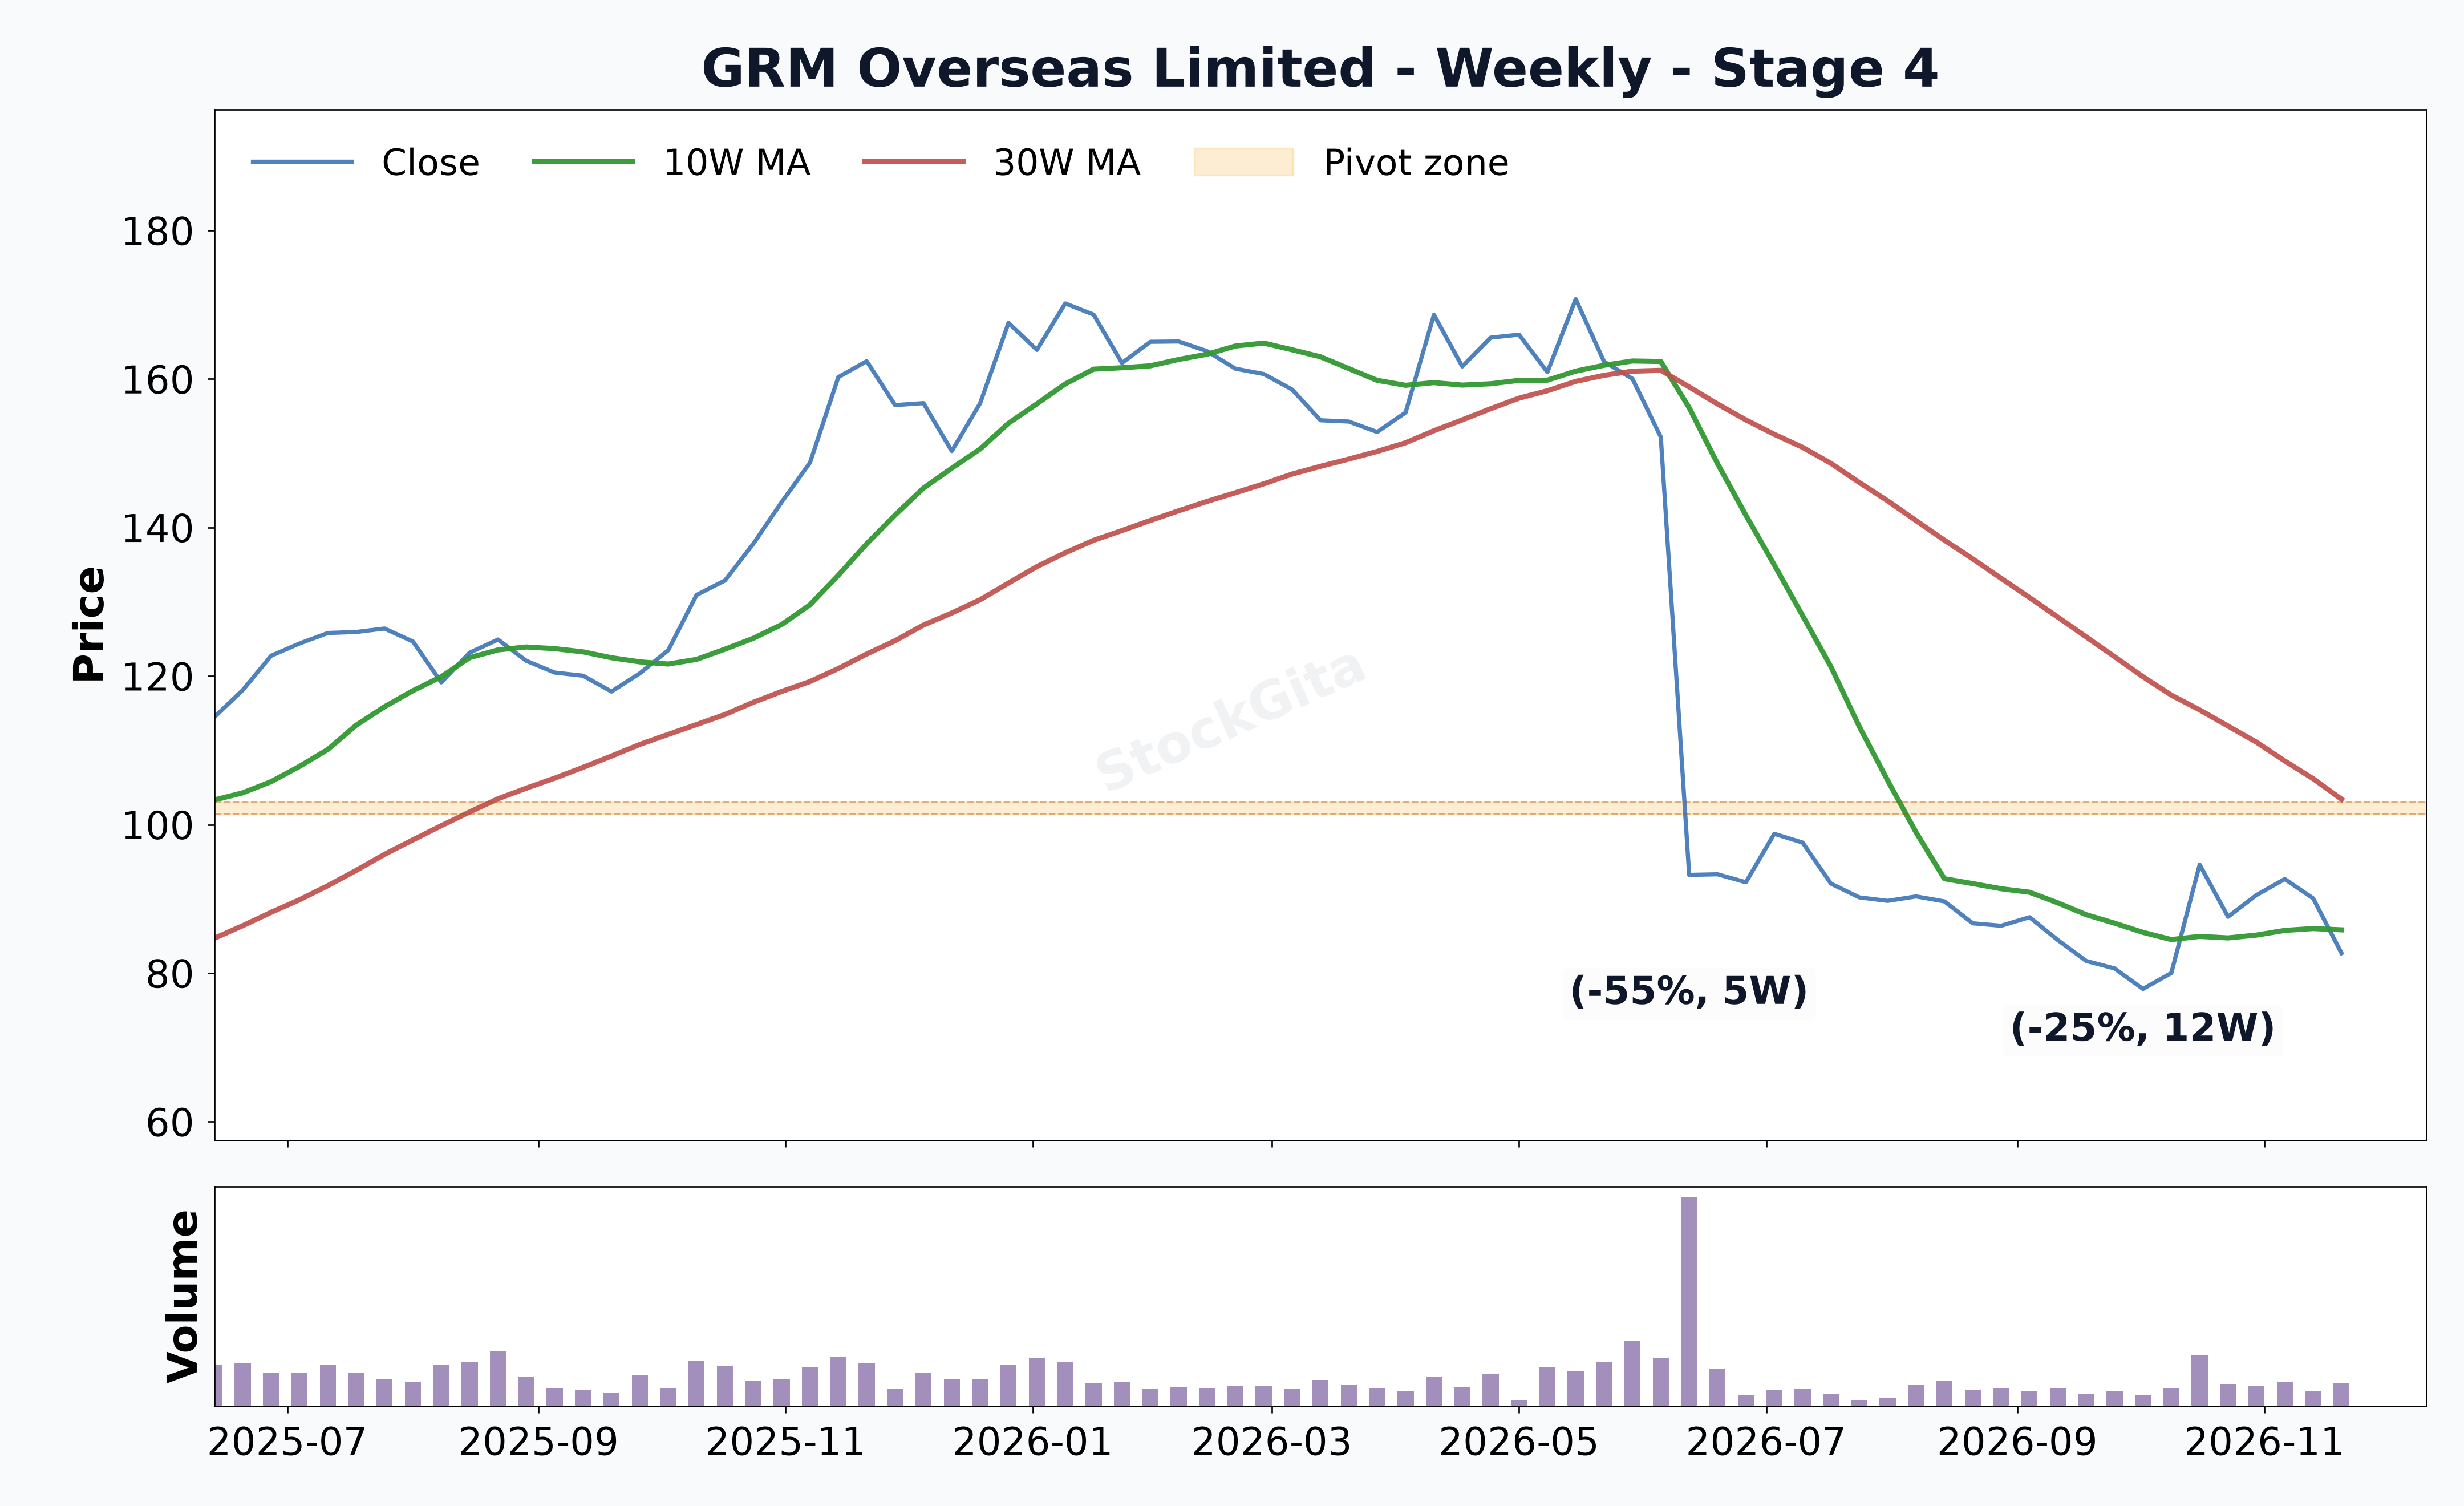 GRM Overseas Limited - Weekly - Stage 4
Close 10W MA 30W MA Pivot zone
Price
180
160
140
120
100
80
60
StockGita
(-55%, 5W)
(-25%, 12W)
Volume
2025-07 2025-09 2025-11 2026-01 2026-03 2026-05 2026-07 2026-09 2026-11